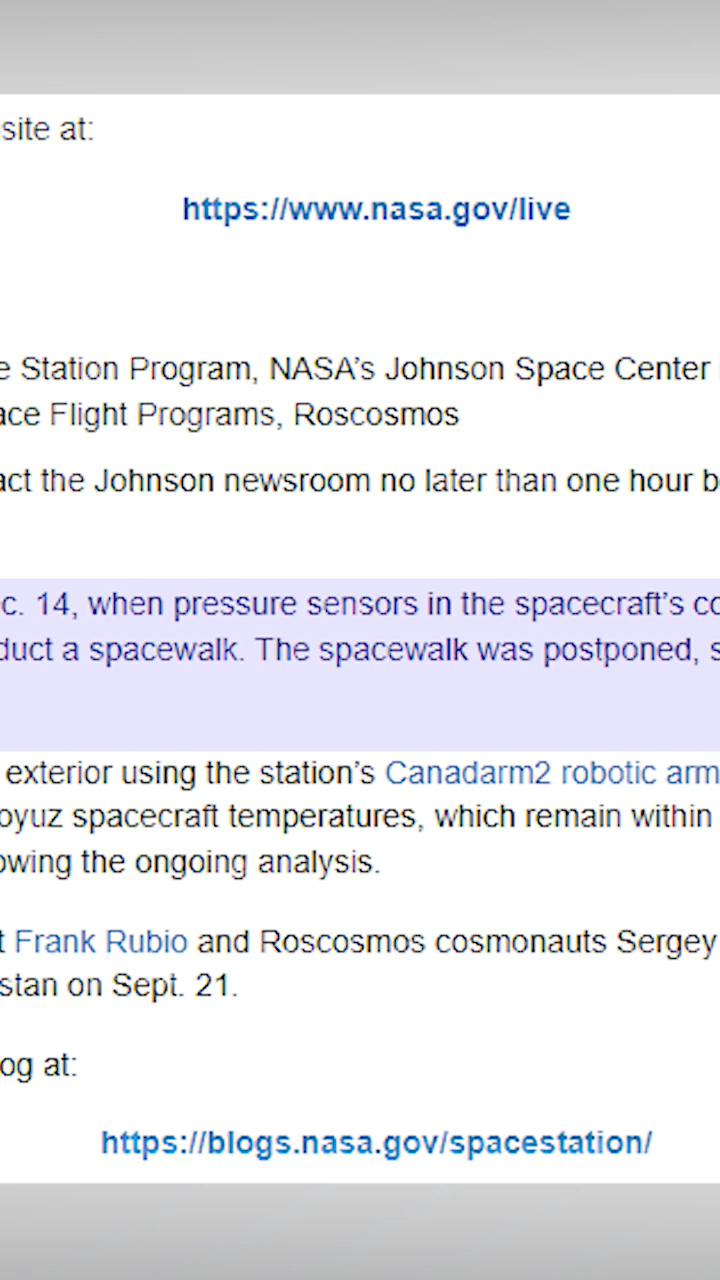 site at:
https://www.nasa.gov/live
e Station Program, NASA's Johnson Space Center
ace Flight Programs, Roscosmos
act the Johnson newsroom no later than one hour b
c. 14, when pressure sensors in the spacecraft's co
duct a spacewalk. The spacewalk was postponed, s
exterior using the station's Canadarm2 robotic arm
oyuz spacecraft temperatures, which remain within
owing the ongoing analysis.
t Frank Rubio and Roscosmos cosmonauts Sergey
stan on Sept. 21.
og at:
https://blogs.nasa.gov/spacestation/